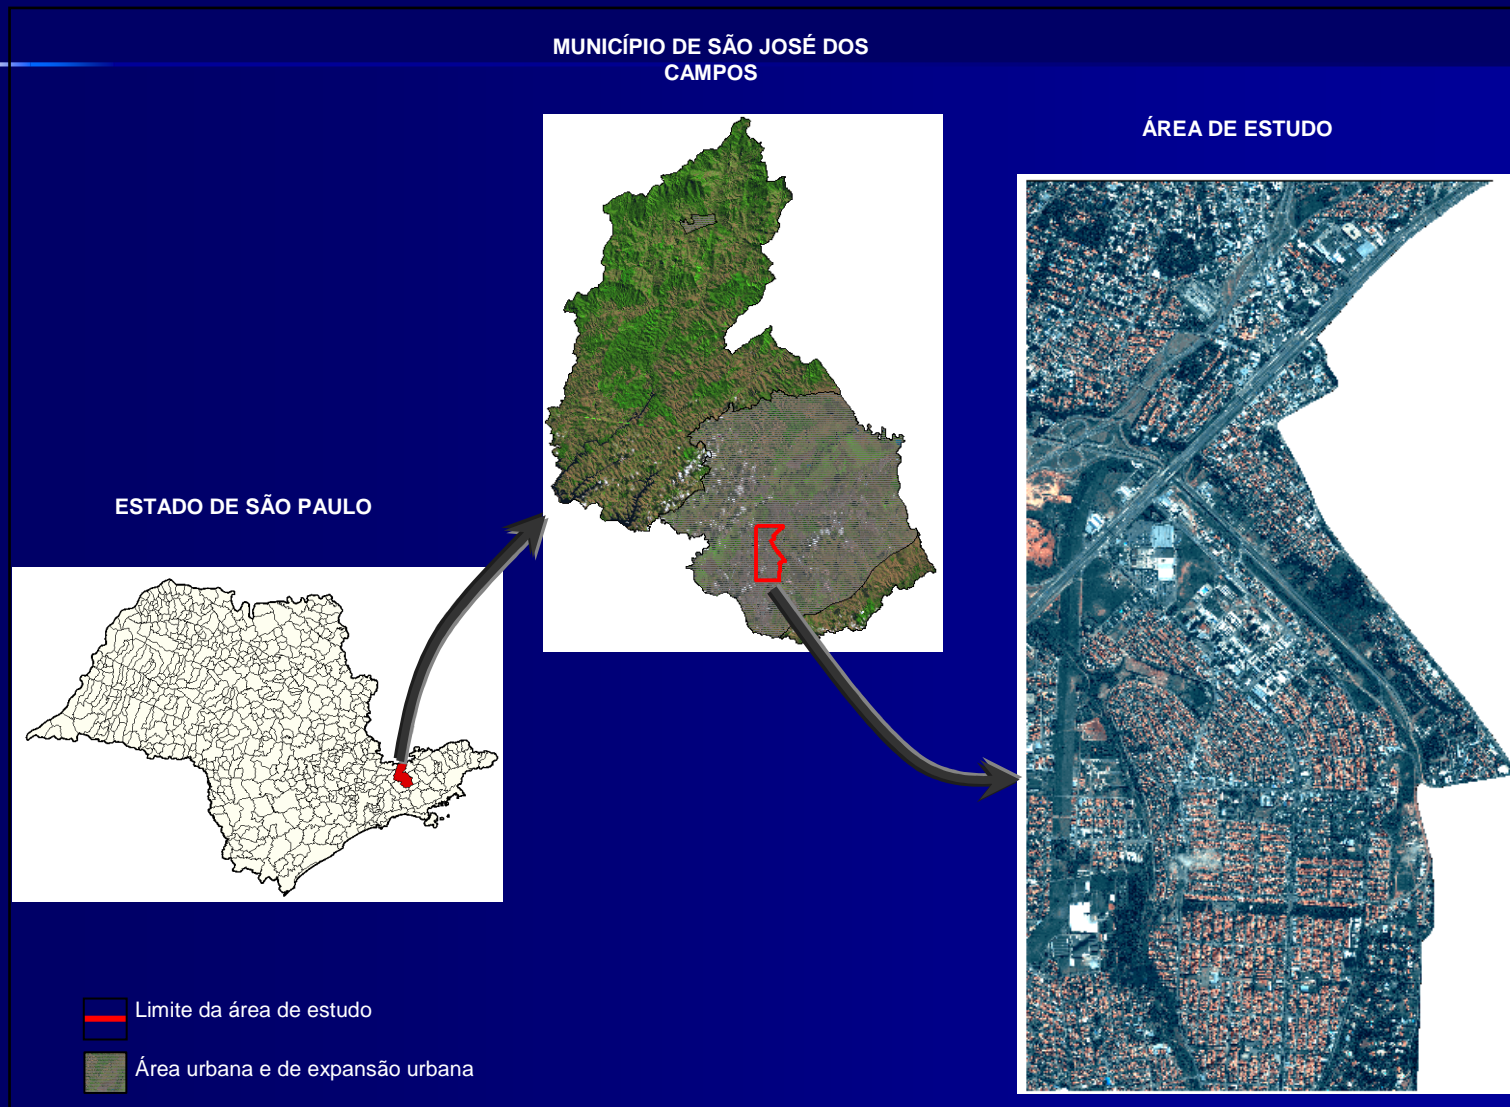 MUNICÍPIO DE SÃO JOSÉ DOS
CAMPOS
ÁREA DE ESTUDO
ESTADO DE SÃO PAULO
Limite da área de estudo
Área urbana e de expansão urbana